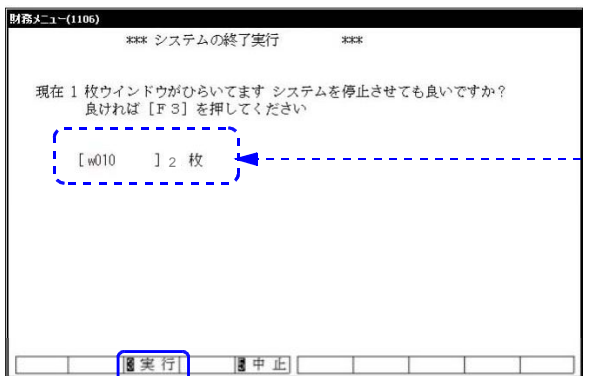 財務メニュー(1106)
*** システムの終了実行 ***
現在 1 枚ウインドウがひらいてます システムを停止させても良いですか？
良ければ [F3] を押してください
[w010 ] 2 枚
3 実行 5 中止